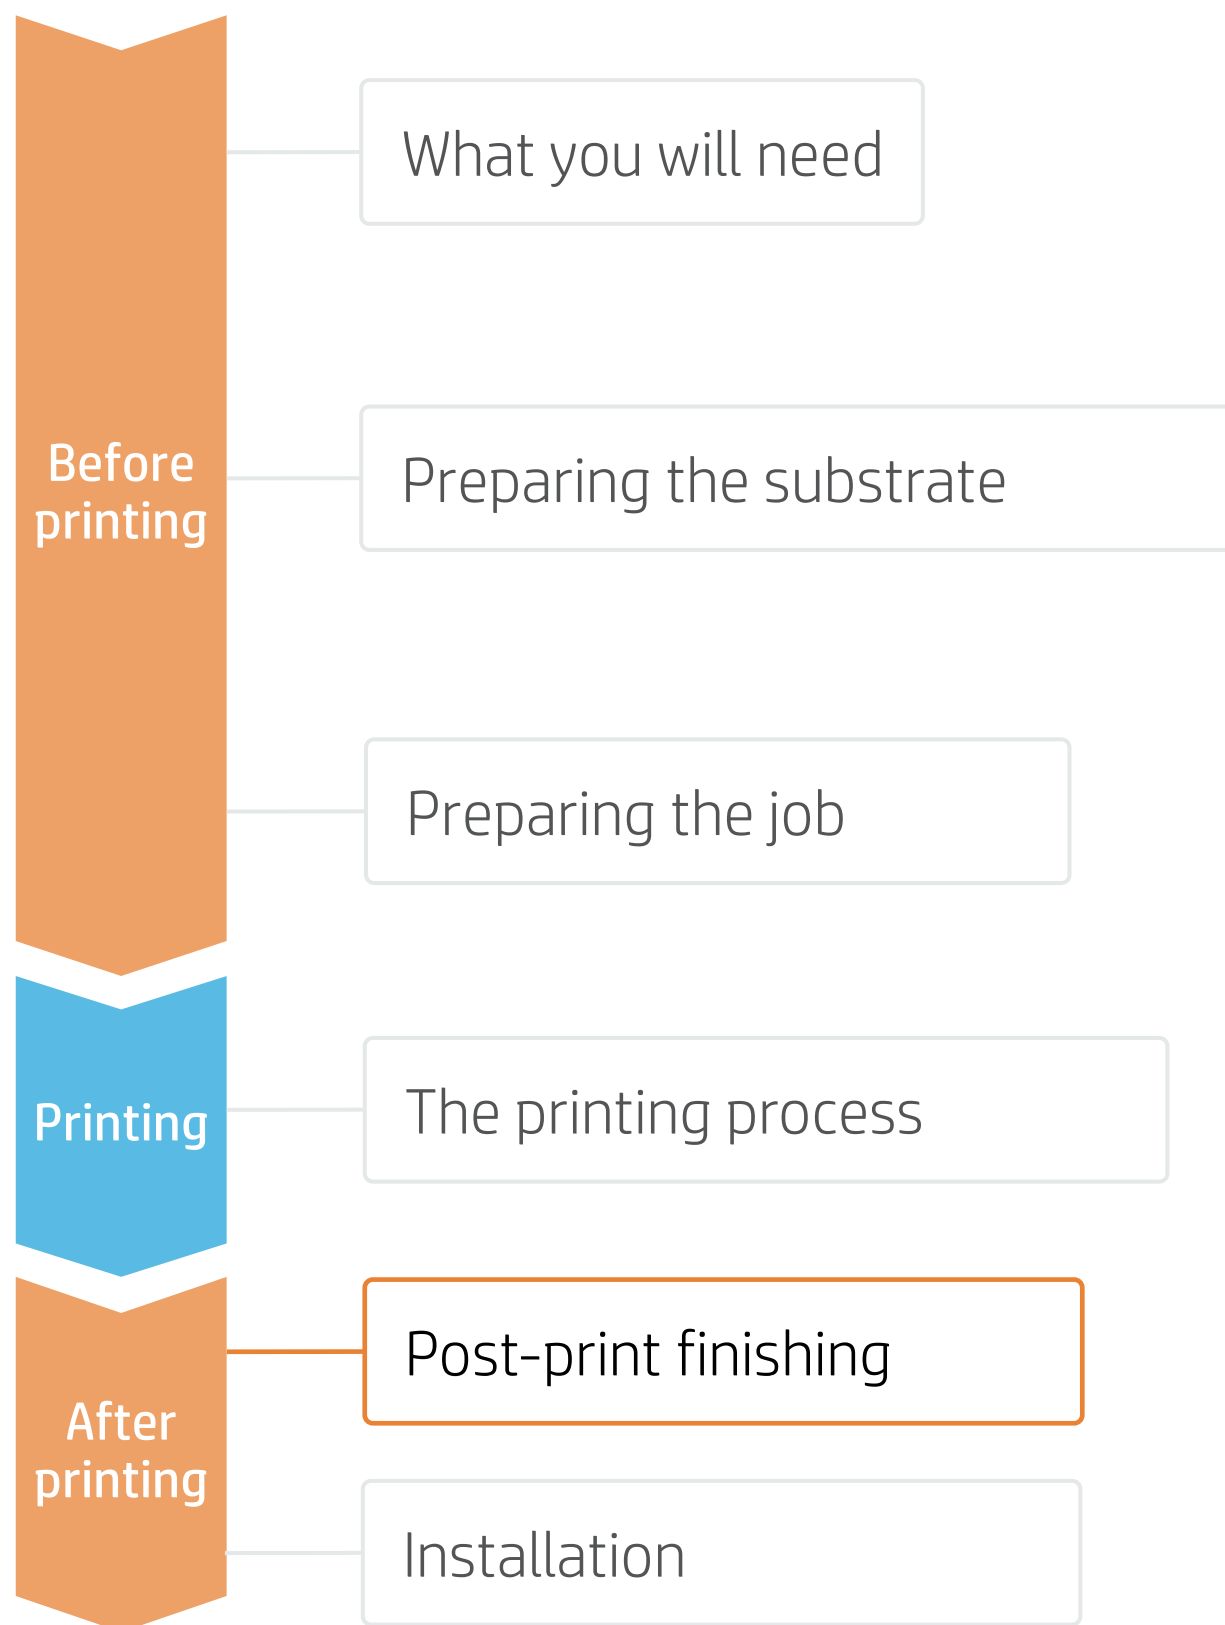 What you will need
Before
printing
Preparing the substrate
Preparing the job
Printing
The printing process
Post-print finishing
After
printing
Installation